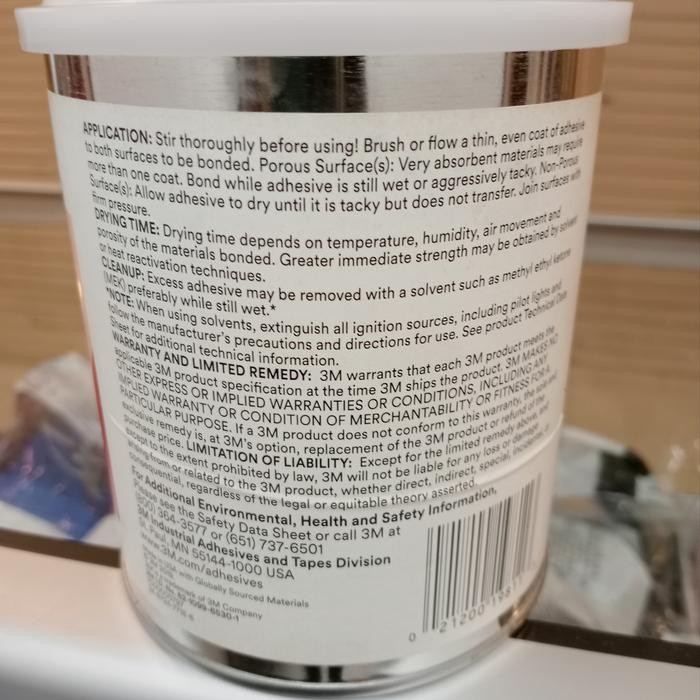 APPLICATION: Stir thoroughly before using! Brush or flow a thin, even coat of adhesive
to both surfaces to be bonded. Porous Surface(s): Very absorbent materials may require
more than one coat. Bond while adhesive is still wet or aggressively tacky. Non-Porous
Surface(s): Allow adhesive to dry until it is tacky but does not transfer. Join surfaces with
firm pressure.
DRYING TIME: Drying time depends on temperature, humidity, air movement and
porosity of the materials bonded. Greater immediate strength may be obtained by solvent
or heat reactivation techniques.
CLEANUP: Excess adhesive may be removed with a solvent such as methyl ethyl ketone
(MEK) preferably while still wet.*
*NOTE: When using solvents, extinguish all ignition sources, including pilot lights and
follow the manufacturer's precautions and directions for use. See product Technical Data
Sheet for additional technical information.
WARRANTY AND LIMITED REMEDY: 3M warrants that each 3M product meets the
applicable 3M product specification at the time 3M ships the product. 3M MAKES NO
OTHER EXPRESS OR IMPLIED WARRANTIES OR CONDITIONS, INCLUDING ANY
IMPLIED WARRANTY OR CONDITION OF MERCHANTABILITY OR FITNESS FOR A
PARTICULAR PURPOSE. If a 3M product does not conform to this warranty, the sole and
exclusive remedy is, at 3M's option, replacement of the 3M product or refund of the
purchase price. LIMITATION OF LIABILITY: Except for the limited remedy above, and
except to the extent prohibited by law, 3M will not be liable for any loss or damage
arising from or related to the 3M product, whether direct, indirect, special, incidental, or
consequential, regardless of the legal or equitable theory asserted.
For Additional Environmental, Health and Safety Information,
Please see the Safety Data Sheet or call 3M at
(800) 364-3577 or (651) 737-6501
3M Industrial Adhesives and Tapes Division
St. Paul, MN 55144-1000 USA
www.3M.com/adhesives
USA with Globally Sourced Materials
trademark of 3M Company
0 21200 1981